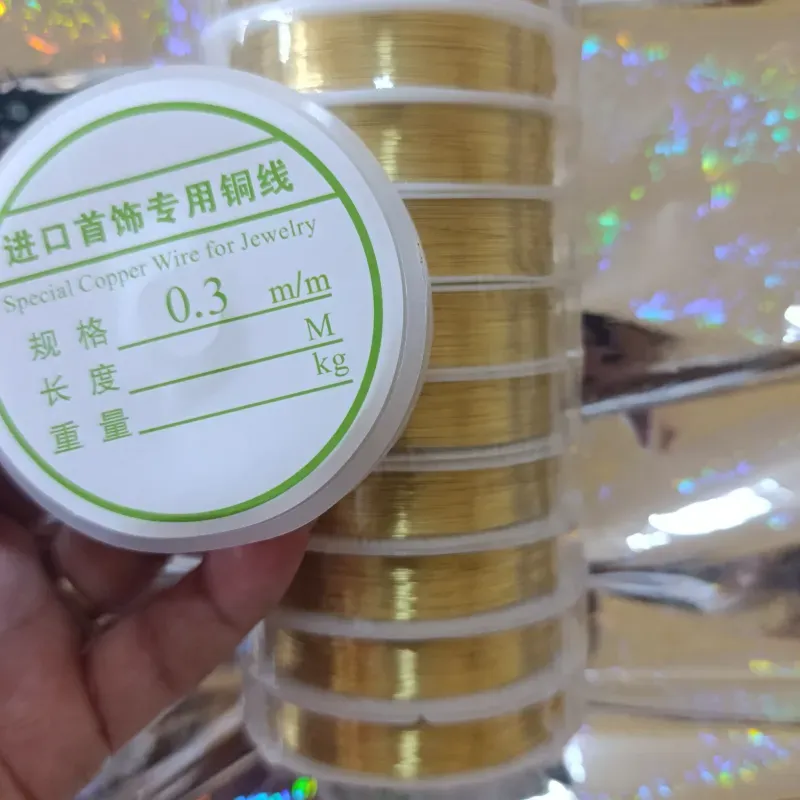 进口首饰专用铜线
Special Copper Wire for Jewelry
规格 0.3 m/m
长度 M
重量 kg